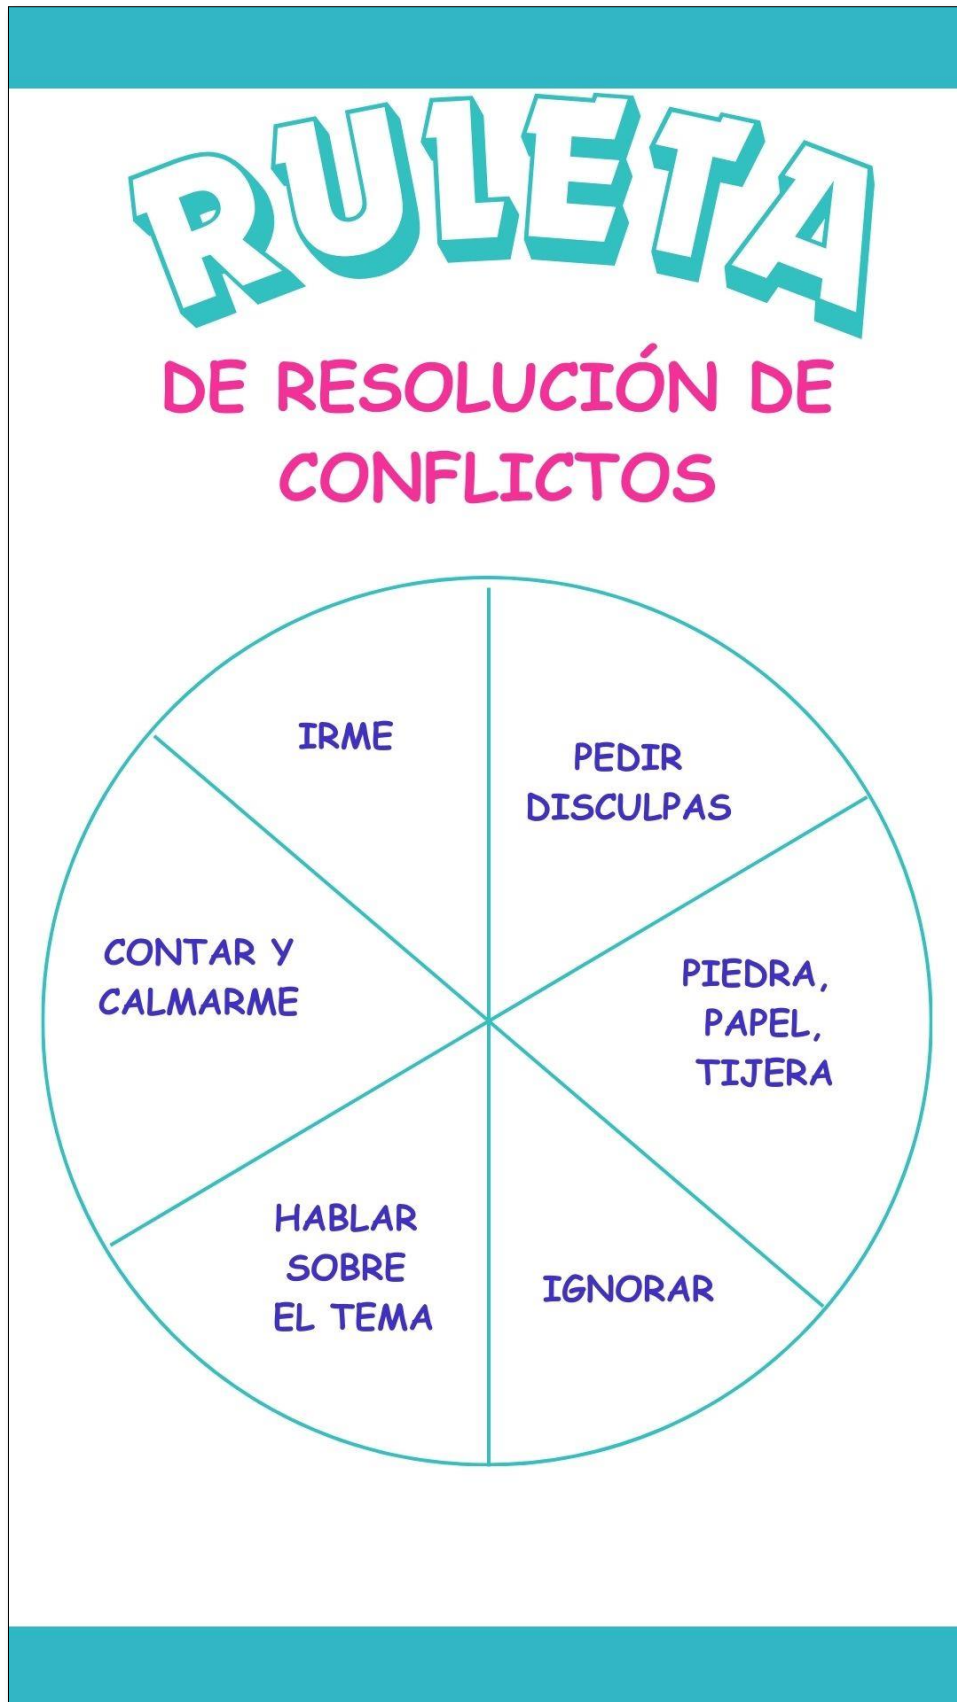 RULETA
DE RESOLUCIÓN DE
CONFLICTOS
IRME
PEDIR
DISCULPAS
CONTAR Y
CALMARME
PIEDRA,
PAPEL,
TIJERA
HABLAR
SOBRE
EL TEMA
IGNORAR